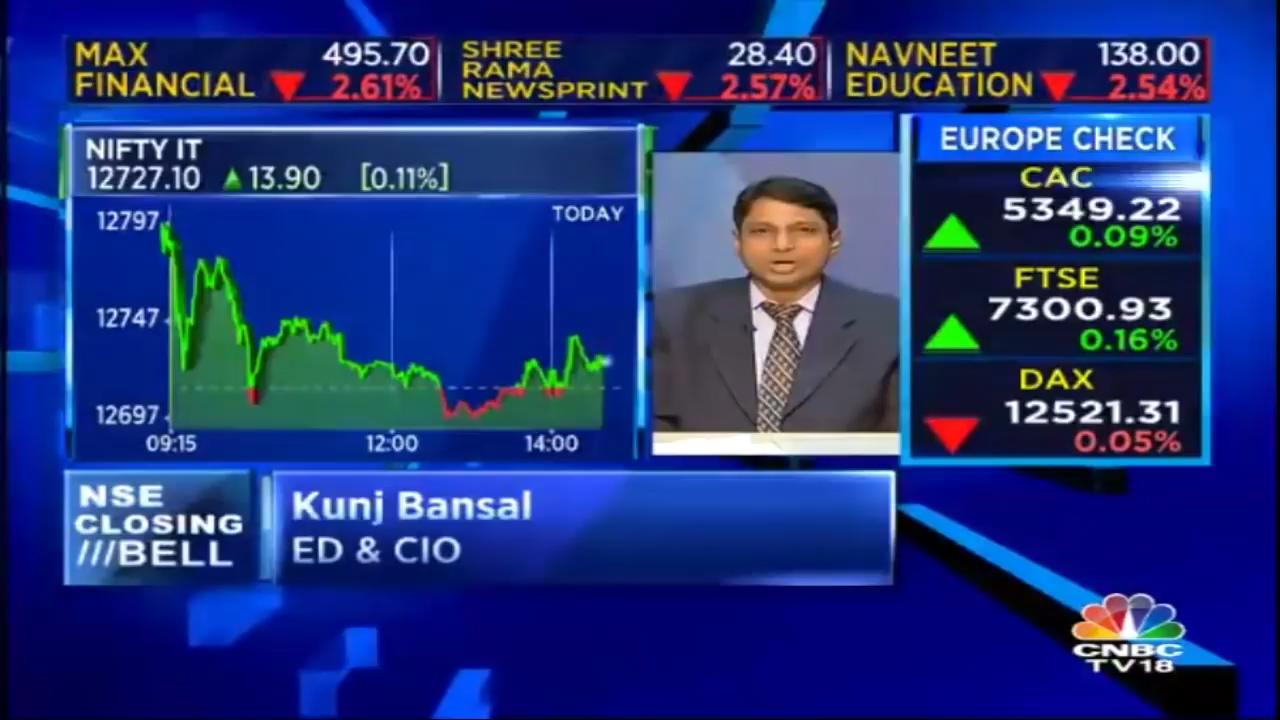 MAX
FINANCIAL
495.70
2.61%
SHREE
RAMA
NEWSPRINT
28.40
2.57%
NAVNEET
EDUCATION
138.00
2.54%
NIFTY IT
12727.10 13.90 [0.11%]
TODAY
12797
12747
12697
09:15 12:00 14:00
EUROPE CHECK
CAC
5349.22
0.09%
FTSE
7300.93
0.16%
DAX
12521.31
0.05%
NSE
CLOSING
///BELL
Kunj Bansal
ED & CIO
CNBC
TV18